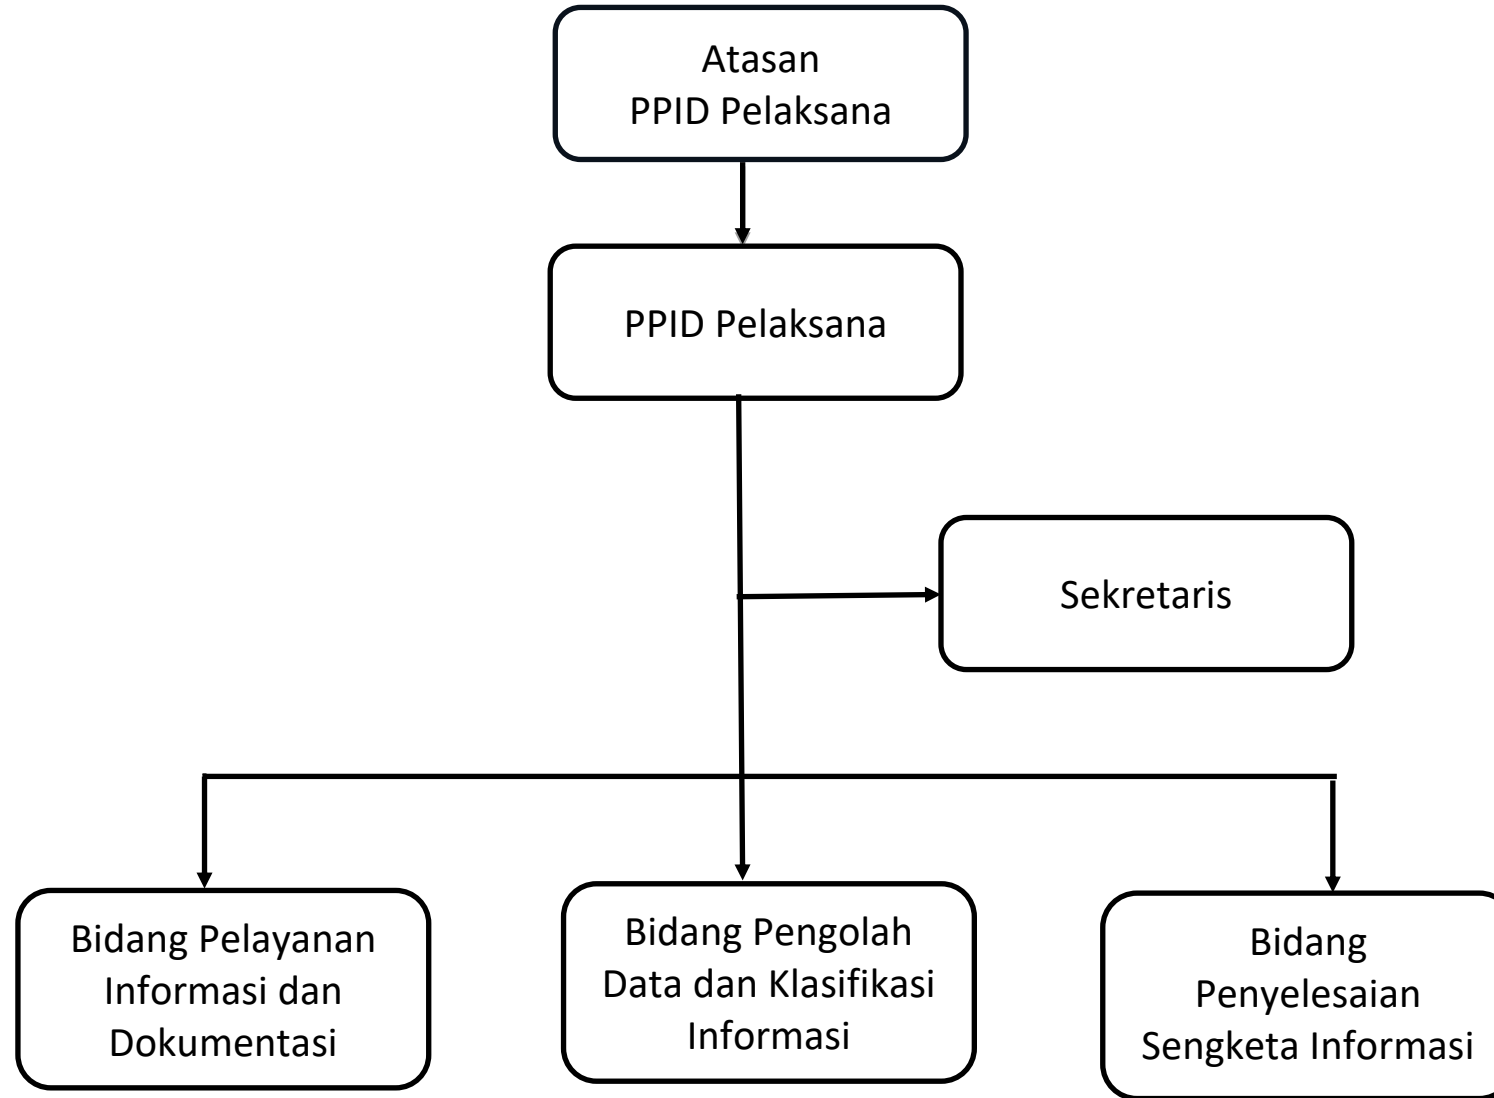 Atasan
PPID Pelaksana
PPID Pelaksana
Sekretaris
Bidang Pelayanan
Informasi dan
Dokumentasi
Bidang Pengolah
Data dan Klasifikasi
Informasi
Bidang
Penyelesaian
Sengketa Informasi